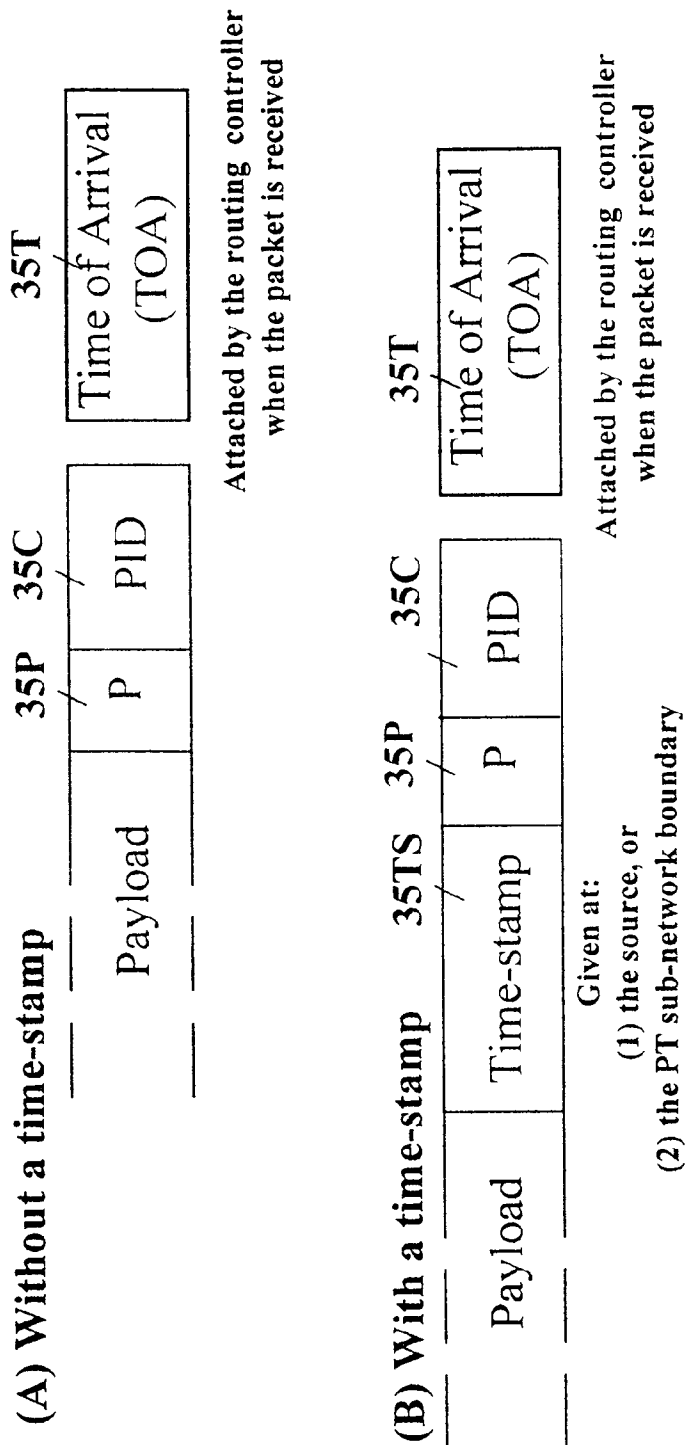 (A) Without a time-stamp
35P
35C
35T
Payload
P
PID
Time of Arrival
(TOA)
Attached by the routing controller
when the packet is received
(B) With a time-stamp
35TS
35P
35C
35T
Payload
Time-stamp
P
PID
Time of Arrival
(TOA)
Given at:
(1) the source, or
(2) the PT sub-network boundary
Attached by the routing controller
when the packet is received